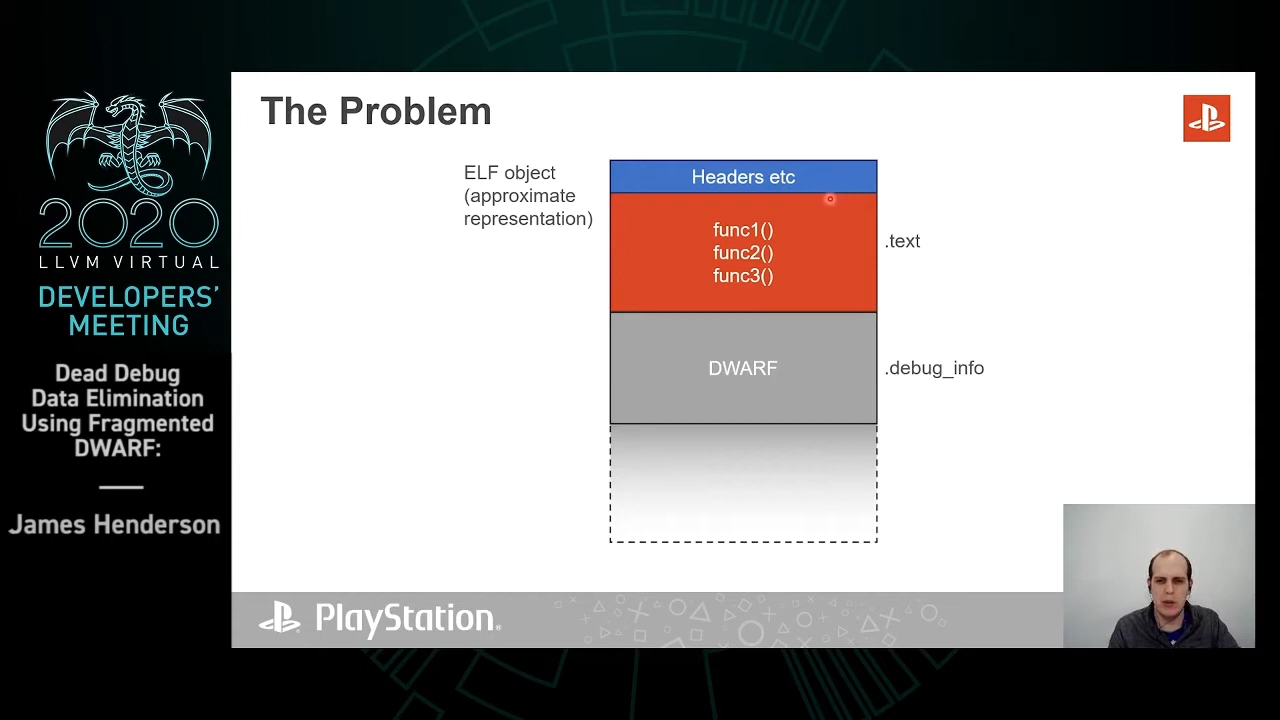 2020
LLVM VIRTUAL
DEVELOPERS'
MEETING
Dead Debug
Data Elimination
Using Fragmented
DWARF:
James Henderson
The Problem
ELF object
(approximate
representation)
Headers etc
func1()
func2()
func3()
.text
DWARF
.debug_info
PlayStation®